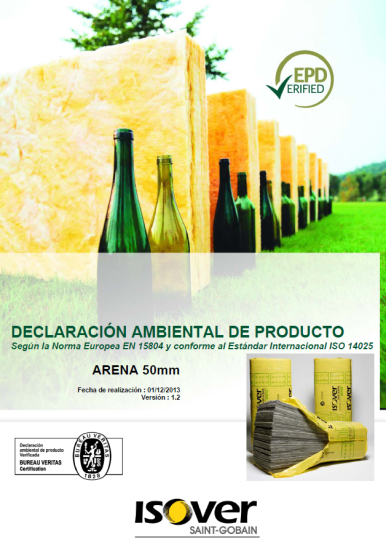 EPD
VERIFIED
DECLARACIÓN AMBIENTAL DE PRODUCTO
Según la Norma Europea EN 15804 y conforme al Estándar Internacional ISO 14025
ARENA 50mm
Fecha de realización : 01/12/2013
Versión : 1.2
isover
Declaración
ambiental de producto
Verificada
BUREAU VERITAS
Certification
BUREAU VERITAS
1828
ISOVER
SAINT-GOBAIN